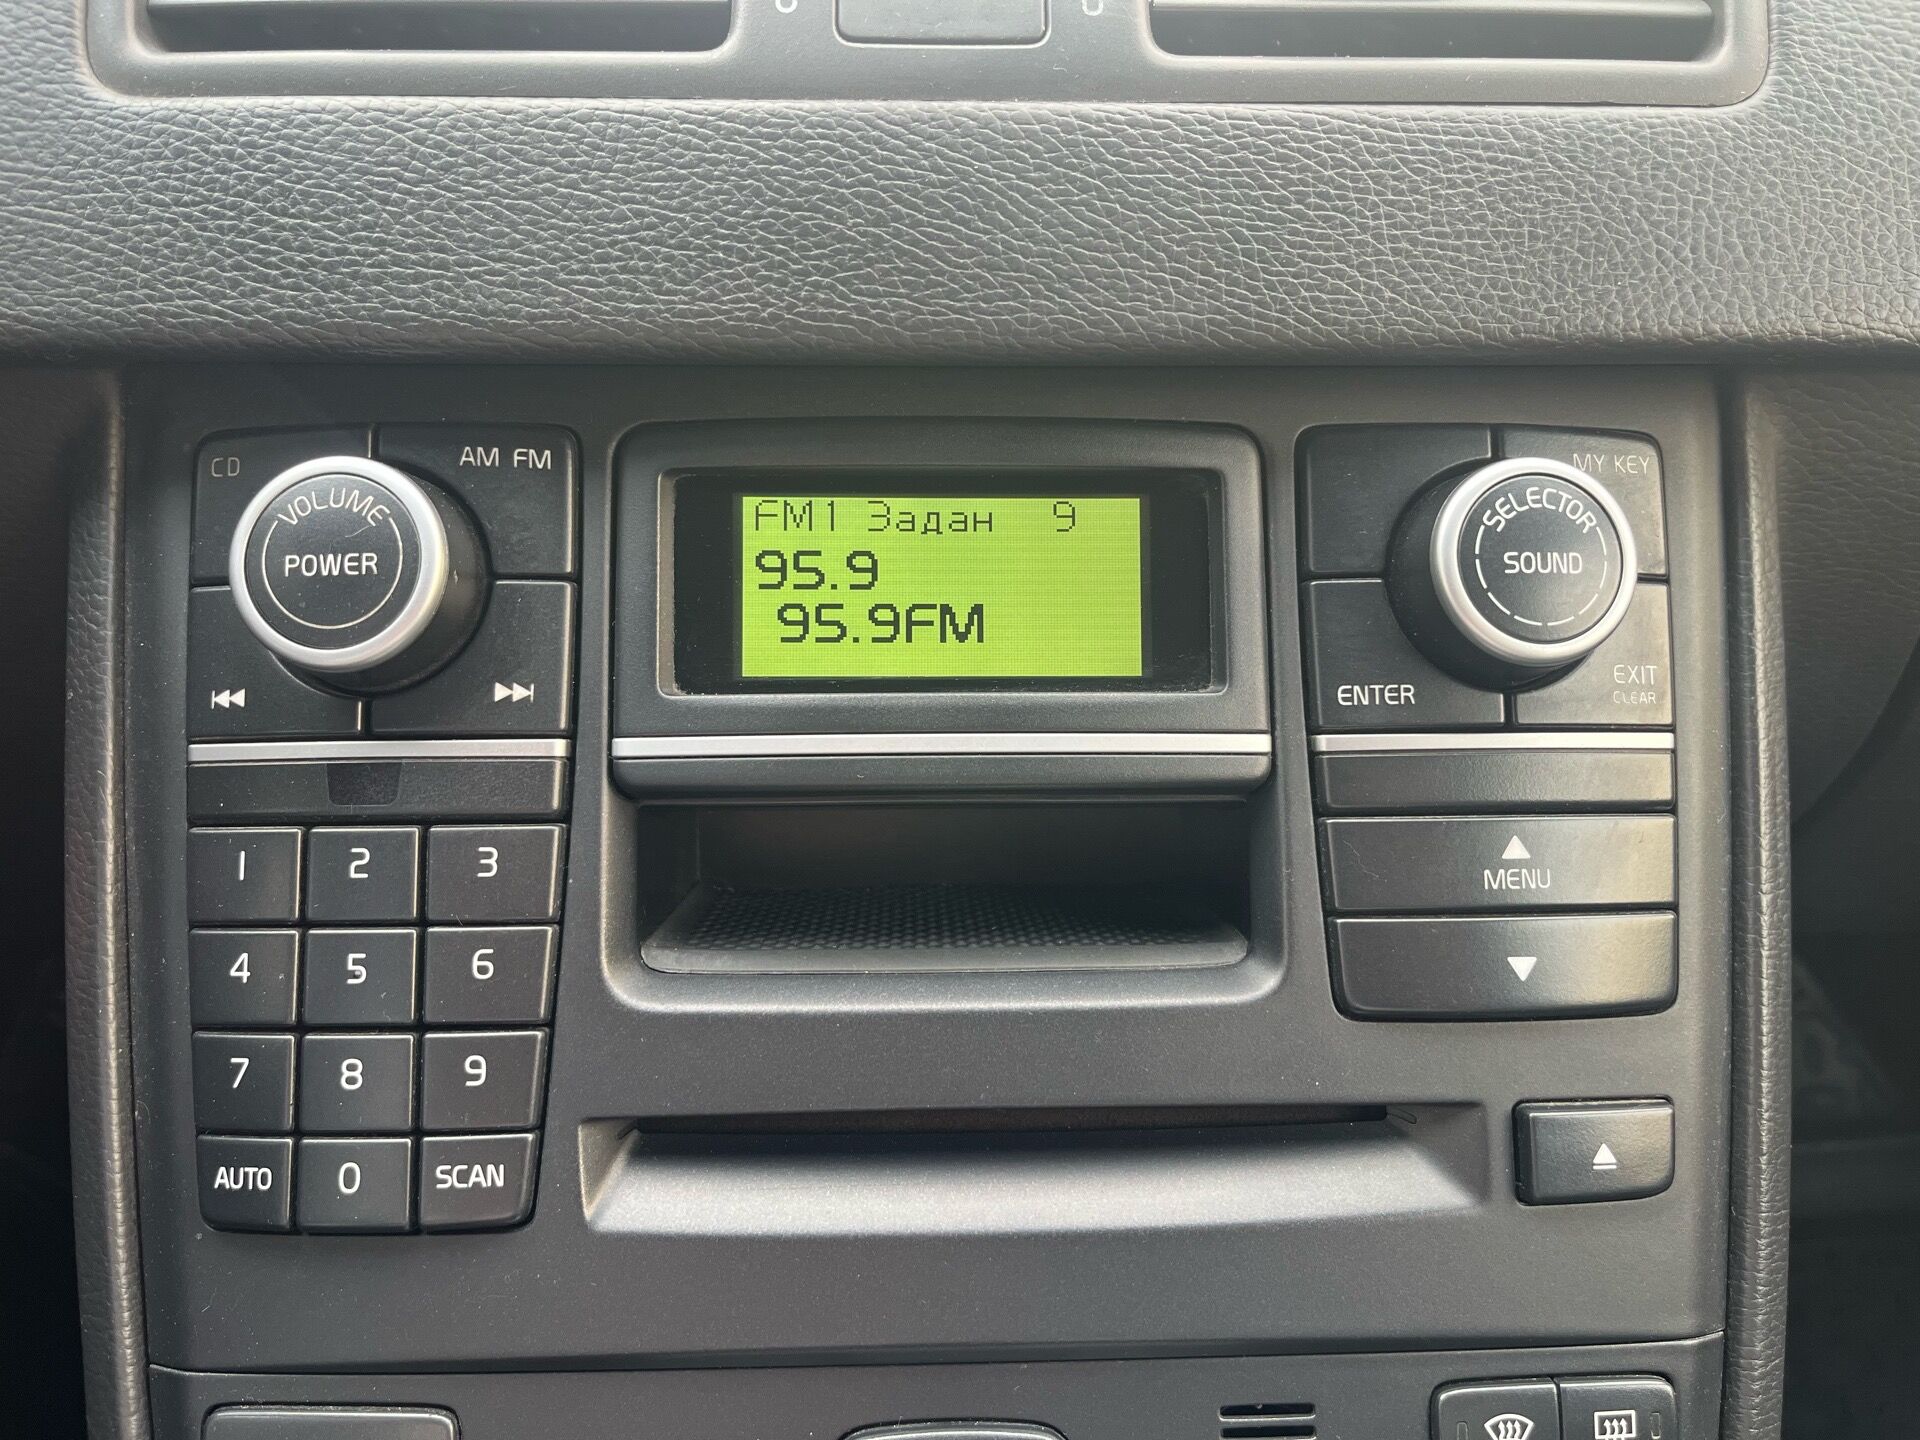 CD
AM FM
VOLUME
POWER
FM1 Задан 9
95.9
95.9FM
MY KEY
SELECTOR
SOUND
ENTER
EXIT
CLEAR
1 2 3
4 5 6
7 8 9
AUTO 0 SCAN
MENU